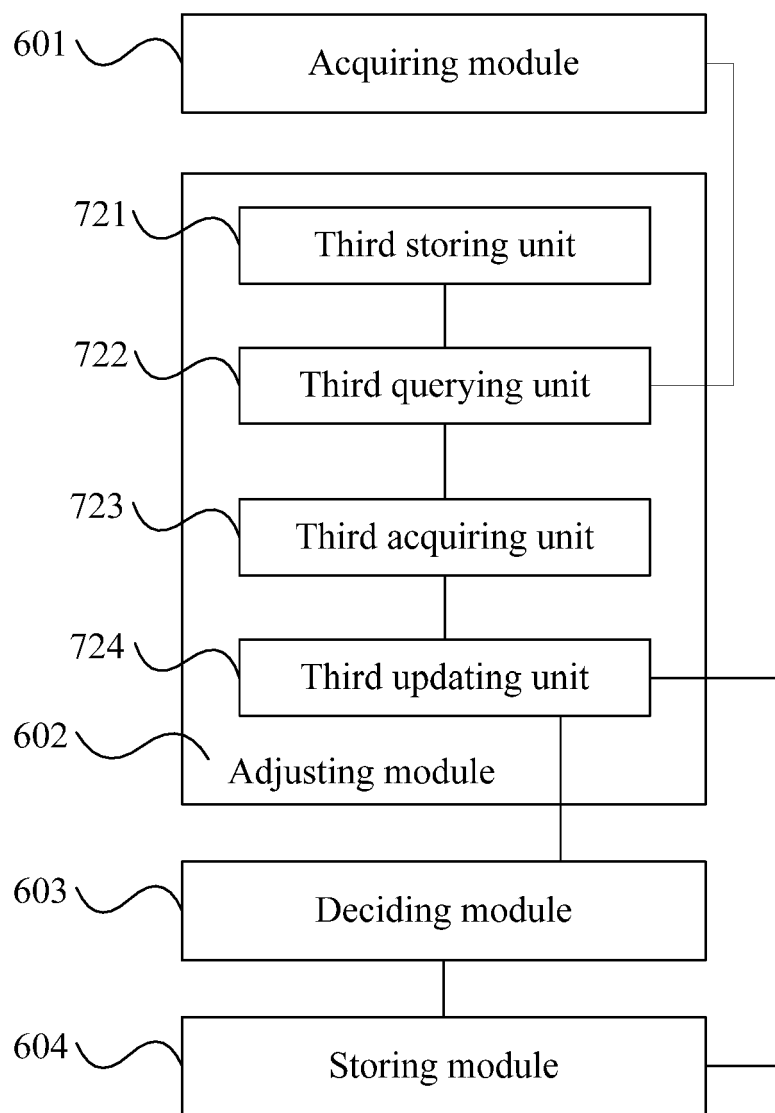 601
Acquiring module
721
Third storing unit
722
Third querying unit
723
Third acquiring unit
724
Third updating unit
602
Adjusting module
603
Deciding module
604
Storing module